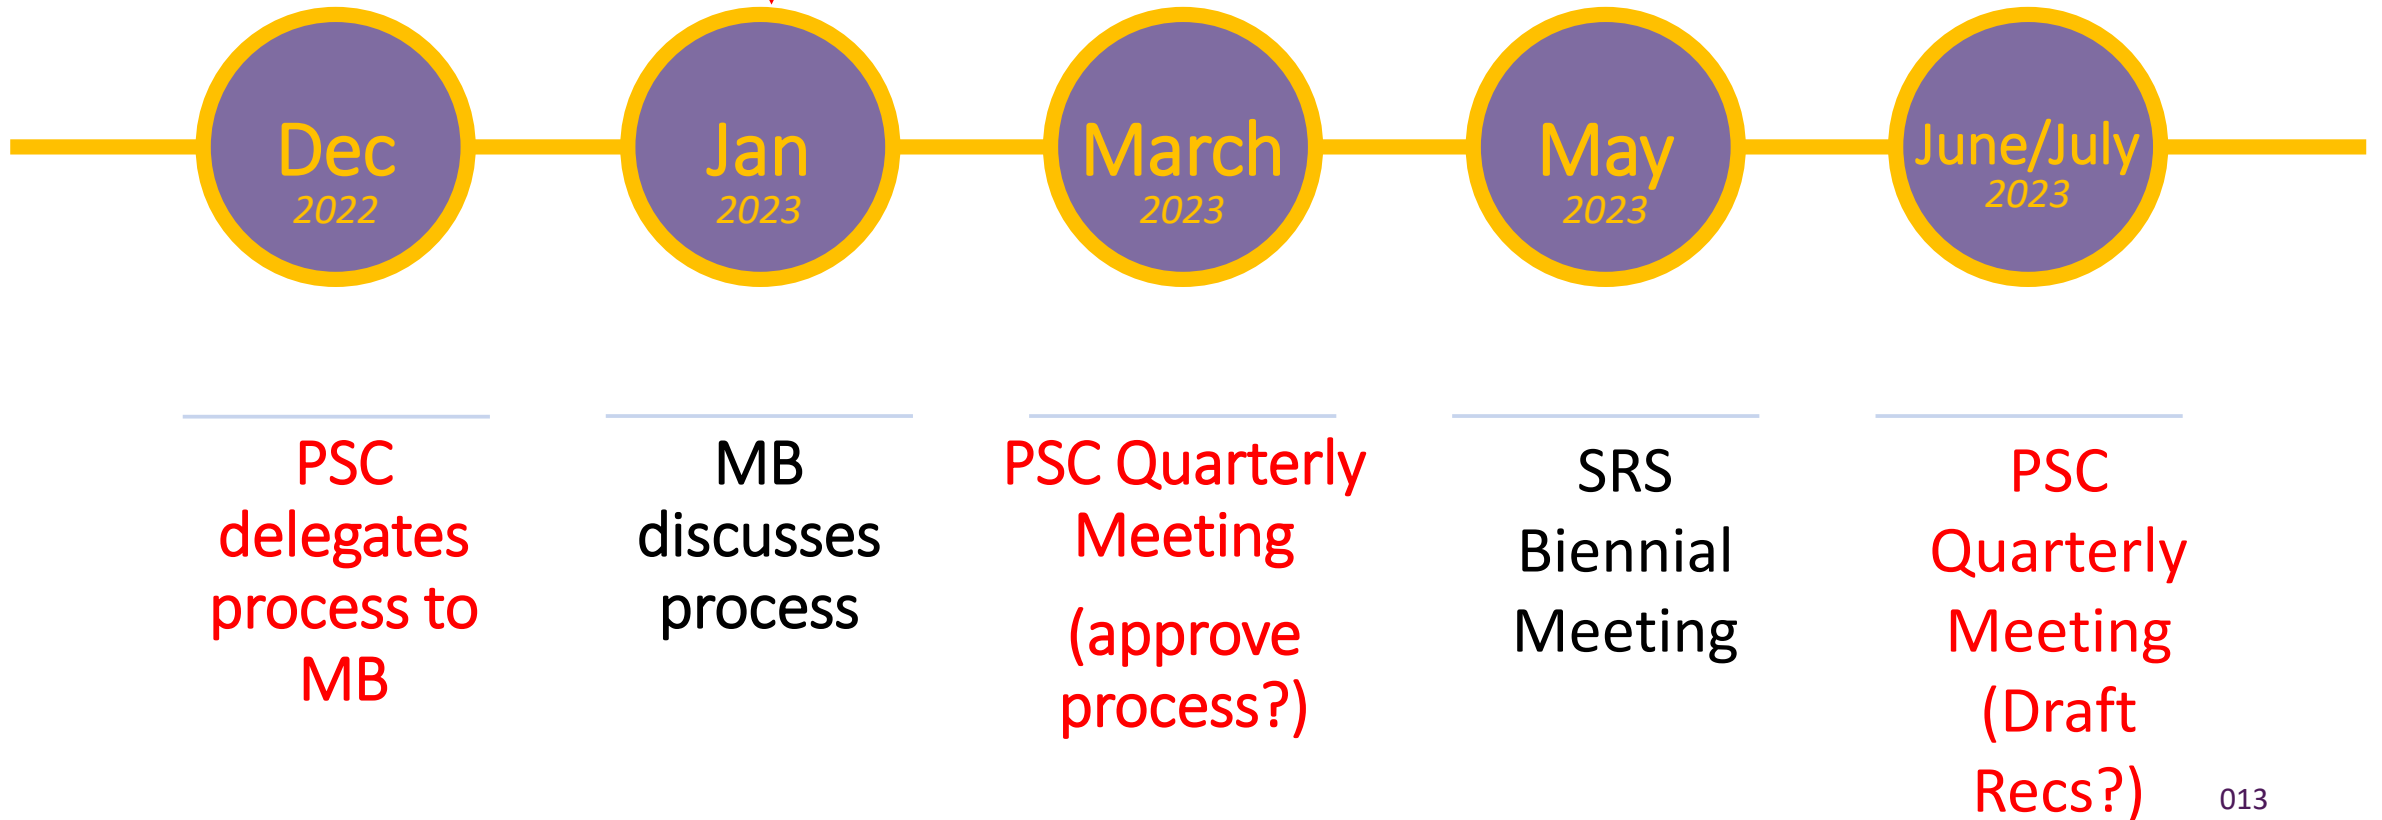 Dec
2022
Jan
2023
March
2023
May
2023
June/July
2023
PSC
delegates
process to
MB
MB
discusses
process
PSC Quarterly
Meeting
(approve
process?)
SRS
Biennial
Meeting
PSC
Quarterly
Meeting
(Draft
Recs?)
013